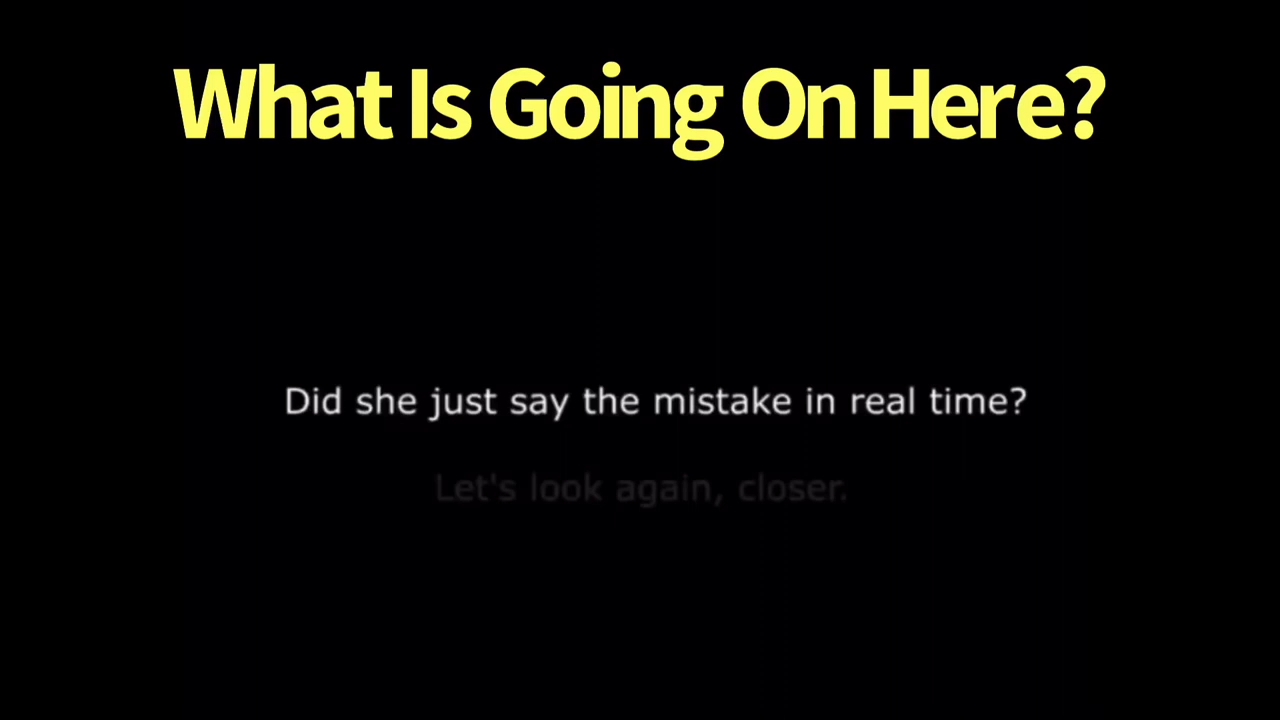 What Is Going On Here?
Did she just say the mistake in real time?
Let's look again, closer.